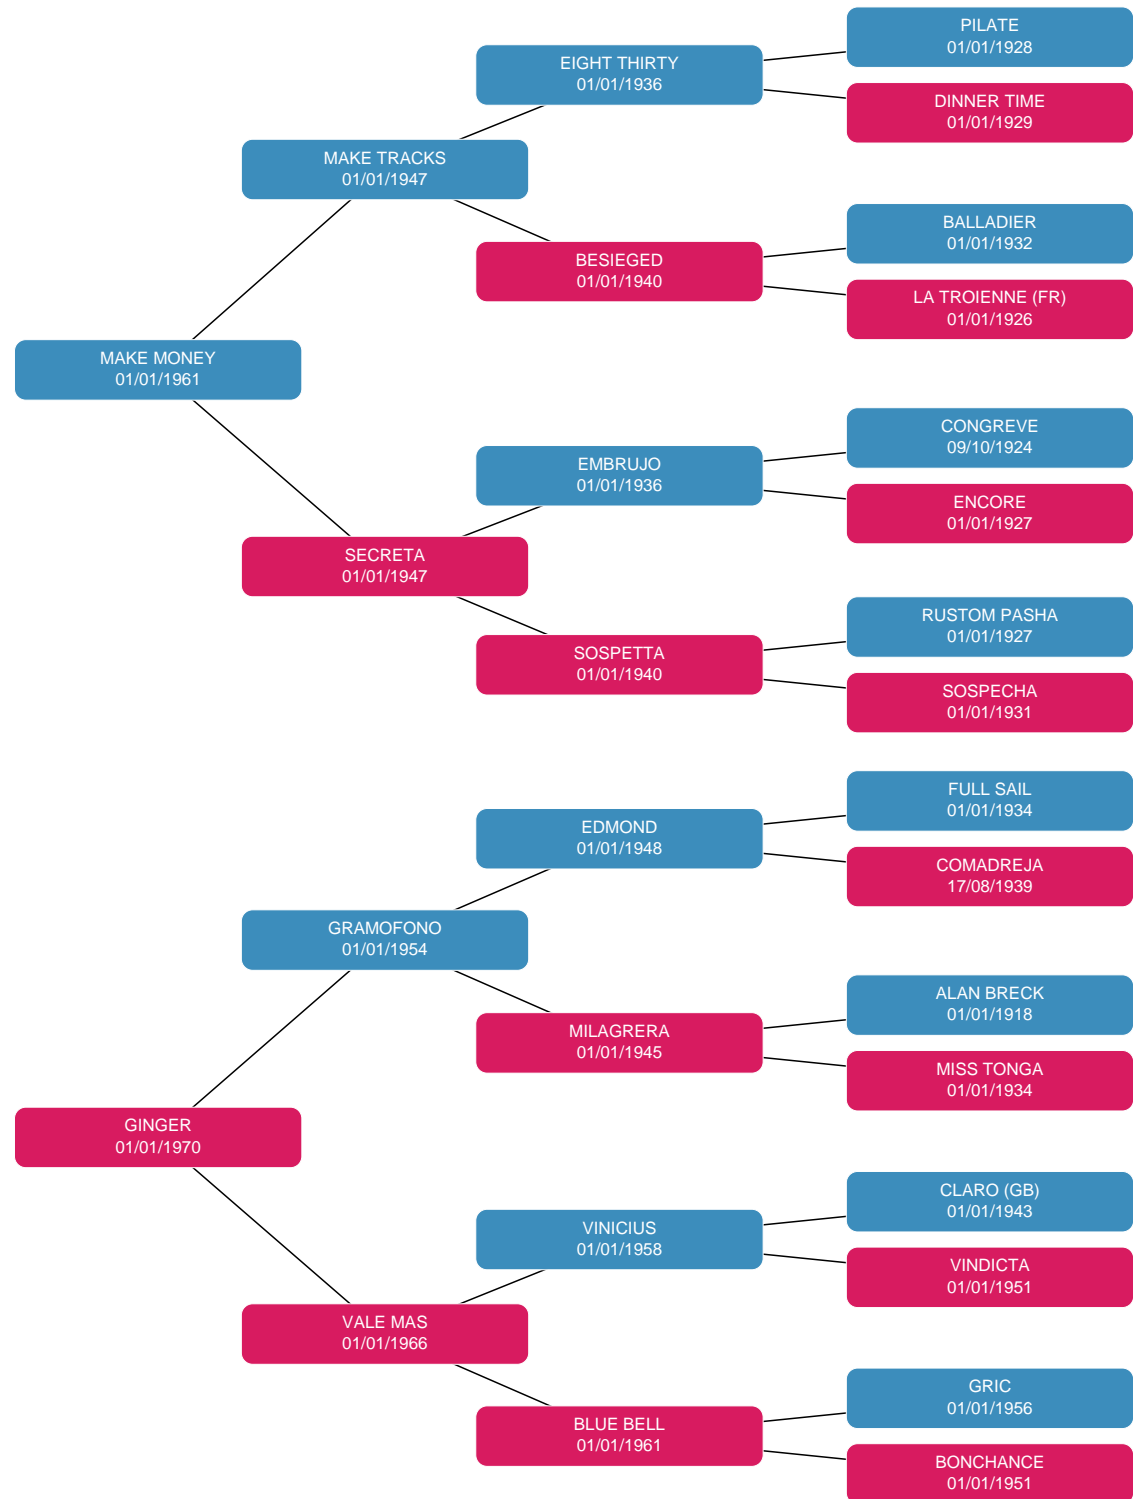 PILATE
01/01/1928
EIGHT THIRTY
01/01/1936
DINNER TIME
01/01/1929
MAKE TRACKS
01/01/1947
BALLADIER
01/01/1932
BESIEGED
01/01/1940
LA TROIENNE (FR)
01/01/1926
MAKE MONEY
01/01/1961
CONGREVE
09/10/1924
EMBRUJO
01/01/1936
ENCORE
01/01/1927
SECRETA
01/01/1947
RUSTOM PASHA
01/01/1927
SOSPETTA
01/01/1940
SOSPECHA
01/01/1931
FULL SAIL
01/01/1934
EDMOND
01/01/1948
COMADREJA
17/08/1939
GRAMOFONO
01/01/1954
ALAN BRECK
01/01/1918
MILAGRERA
01/01/1945
MISS TONGA
01/01/1934
GINGER
01/01/1970
CLARO (GB)
01/01/1943
VINICIUS
01/01/1958
VINDICTA
01/01/1951
VALE MAS
01/01/1966
GRIC
01/01/1956
BLUE BELL
01/01/1961
BONCHANCE
01/01/1951